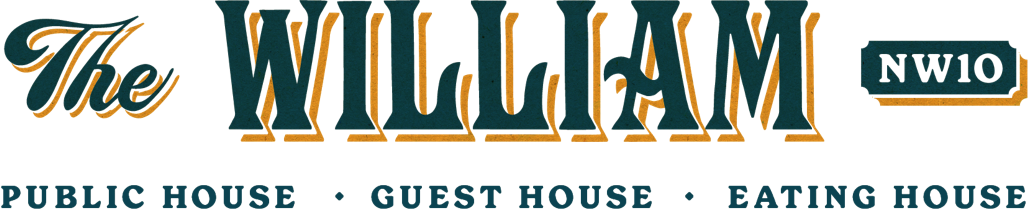 The WILLIAM NW10
PUBLIC HOUSE · GUEST HOUSE · EATING HOUSE